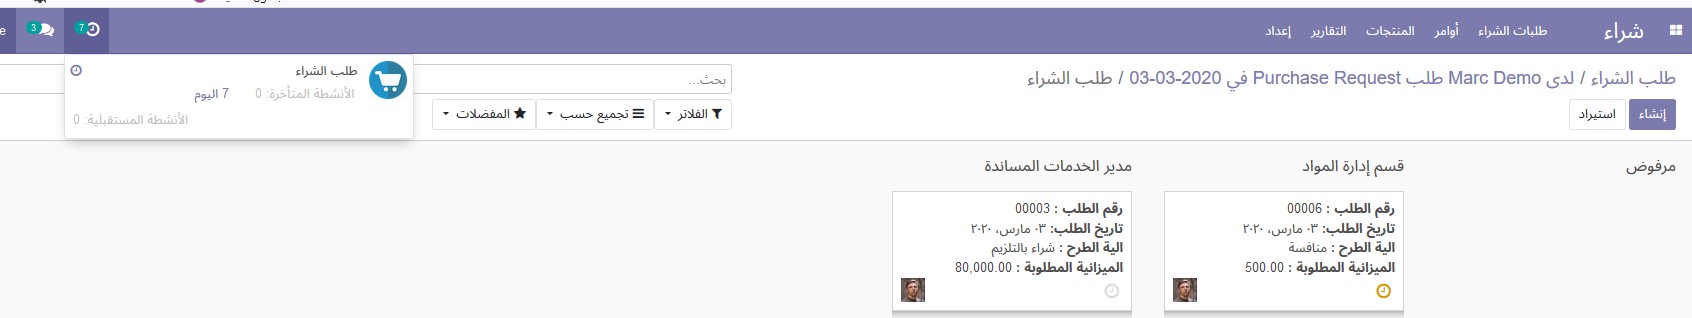 شراء
طلبات الشراء
أوامر
المنتجات
التقارير
إعداد
3
7
طلب الشراء / لدى Marc Demo طلب Purchase Request في 2020-03-03 / طلب الشراء
بحث...
إنشاء
استيراد
الفلاتر
تجميع حسب
المفضلات
طلب الشراء
الأنشطة المتأخرة: 0
7 اليوم
الأنشطة المستقبلية: 0
مرفوض
قسم إدارة المواد
رقم الطلب : 00006
تاريخ الطلب: ٠٣ مارس، ٢٠٢٠
الية الطرح : منافسة
الميزانية المطلوبة : 500.00
مدير الخدمات المساندة
رقم الطلب : 00003
تاريخ الطلب: ٠٣ مارس، ٢٠٢٠
الية الطرح : شراء بالتلزيم
الميزانية المطلوبة : 80,000.00